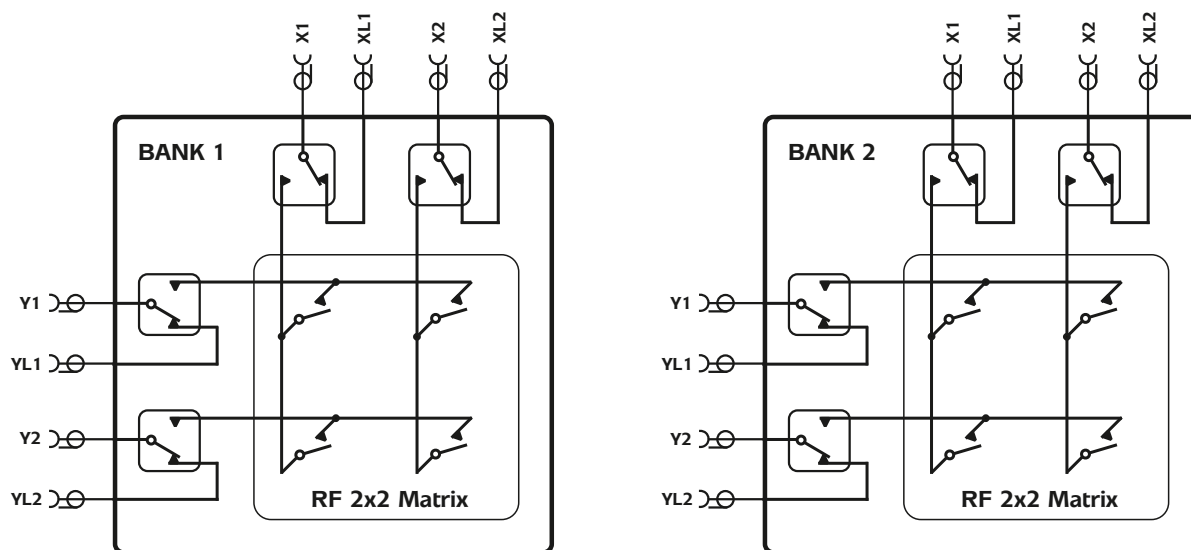 X1
XL1
X2
XL2
X1
XL1
X2
XL2
BANK 1
BANK 2
Y1
Y1
YL1
YL1
Y2
Y2
YL2
YL2
RF 2x2 Matrix
RF 2x2 Matrix